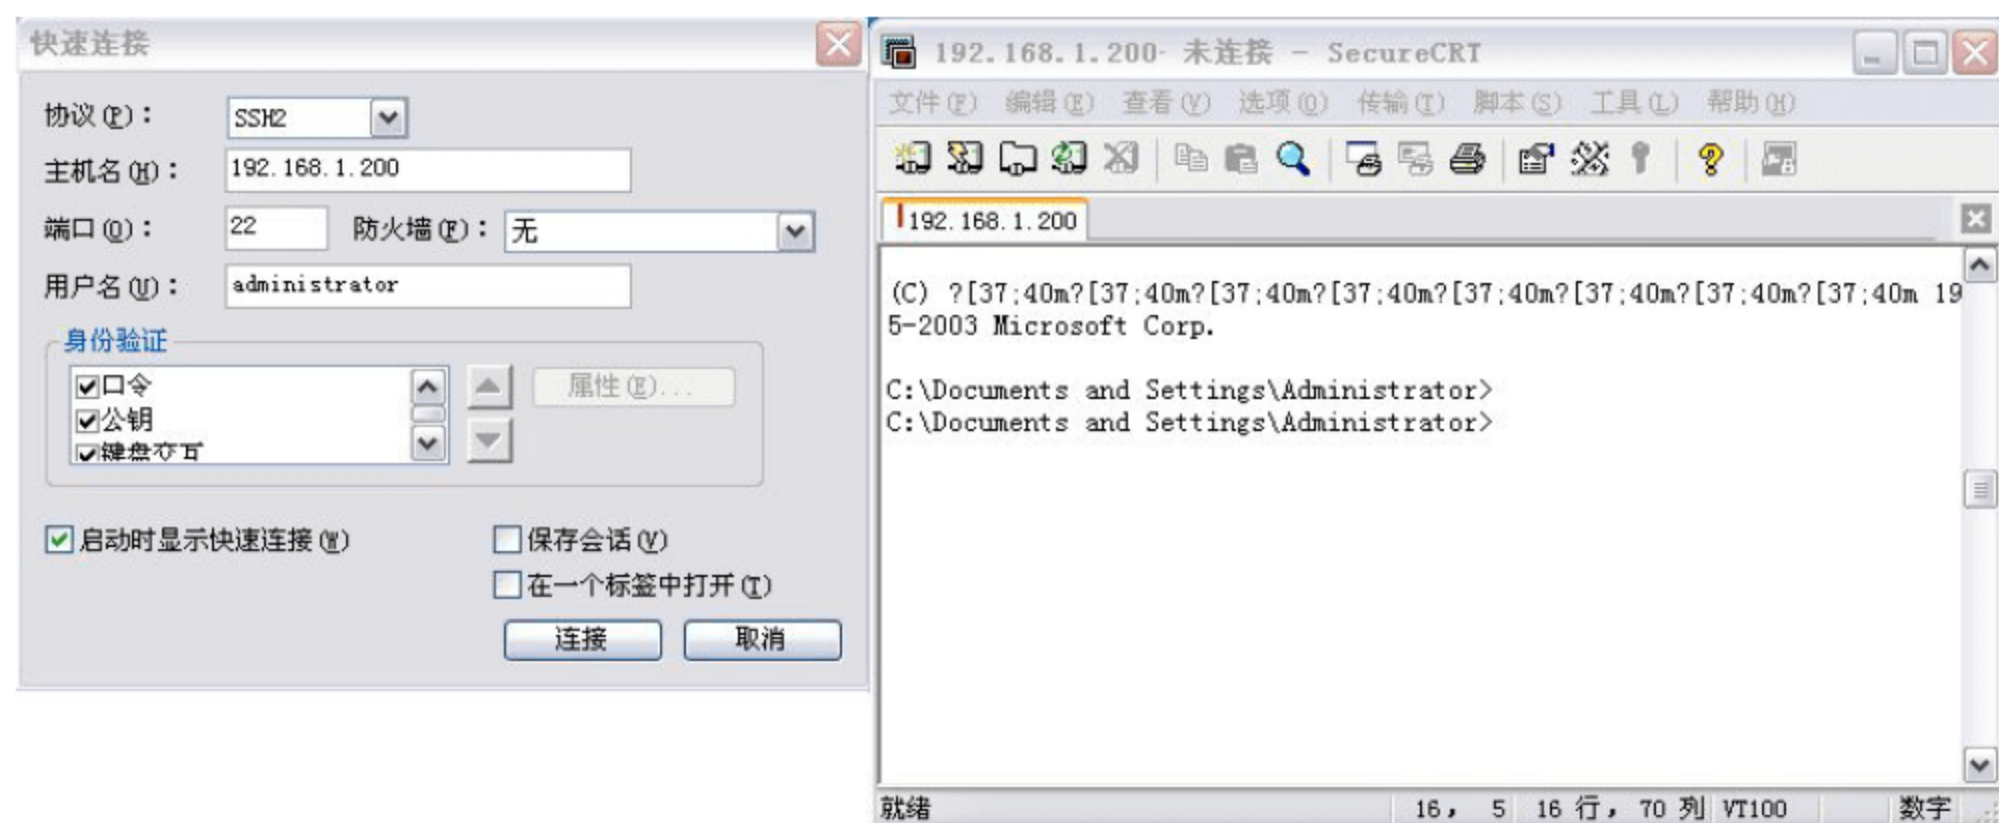 快速连接
协议(P)：
SSH2
主机名(H)：
192.168.1.200
端口(O)：
22
防火墙(F)：
无
用户名(U)：
administrator
身份验证
口令
公钥
键盘交互
属性(E)...
启动时显示快速连接(W)
保存会话(V)
在一个标签中打开(T)
连接
取消
192.168.1.200- 未连接 - SecureCRT
文件(F) 编辑(E) 查看(V) 选项(O) 传输(T) 脚本(S) 工具(L) 帮助(H)
192.168.1.200
(C) ?[37;40m?[37;40m?[37;40m?[37;40m?[37;40m?[37;40m?[37;40m?[37;40m 19
5-2003 Microsoft Corp.
C:\Documents and Settings\Administrator>
C:\Documents and Settings\Administrator>
就绪
16， 5 16 行， 70 列 VT100 数字